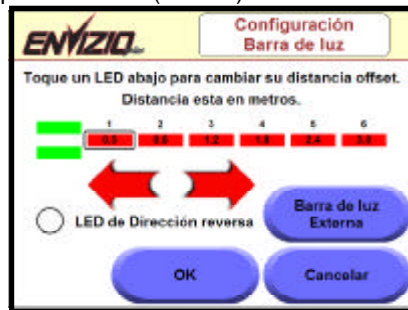 ENVIZIO
Configuración
Barra de luz
Toque un LED abajo para cambiar su distancia offset.
Distancia esta en metros.
1 2 3 4 5 6
0.5 0.6 1.2 1.8 2.4 3.0
LED de Dirección reversa
Barra de luz
Externa
OK
Cancelar